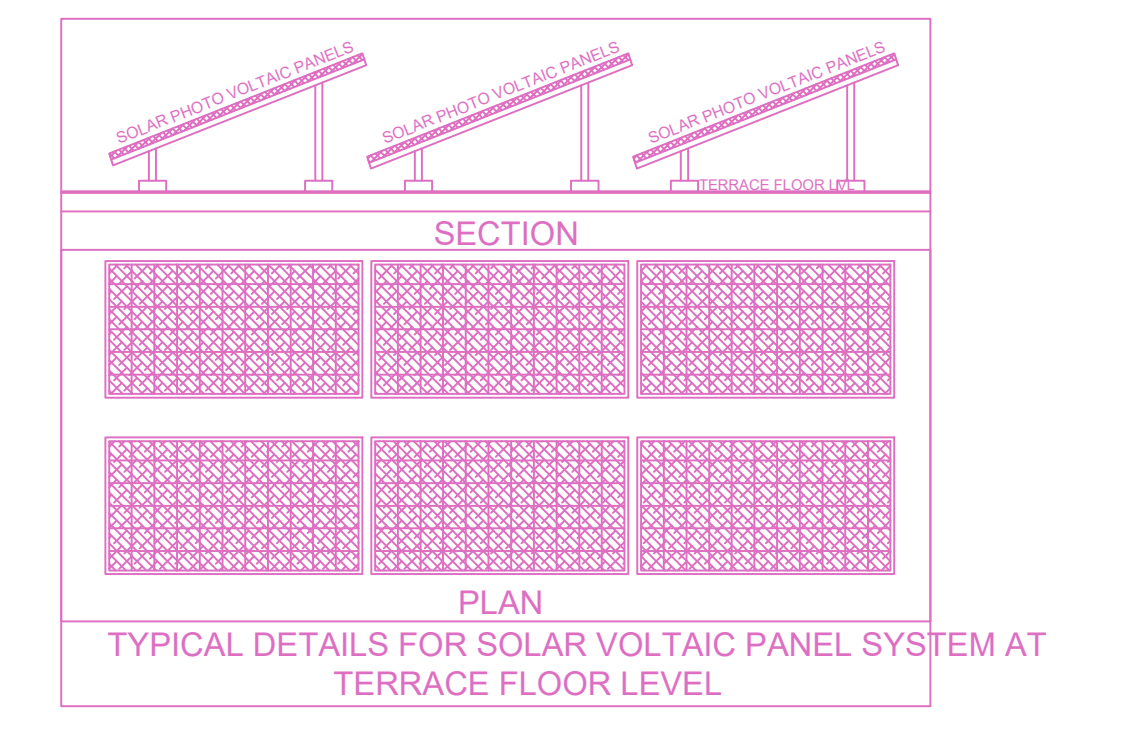 SOLAR PHOTO VOLTAIC PANELS
SOLAR PHOTO VOLTAIC PANELS
SOLAR PHOTO VOLTAIC PANELS
TERRACE FLOOR LVL
SECTION
PLAN
TYPICAL DETAILS FOR SOLAR VOLTAIC PANEL SYSTEM AT
TERRACE FLOOR LEVEL